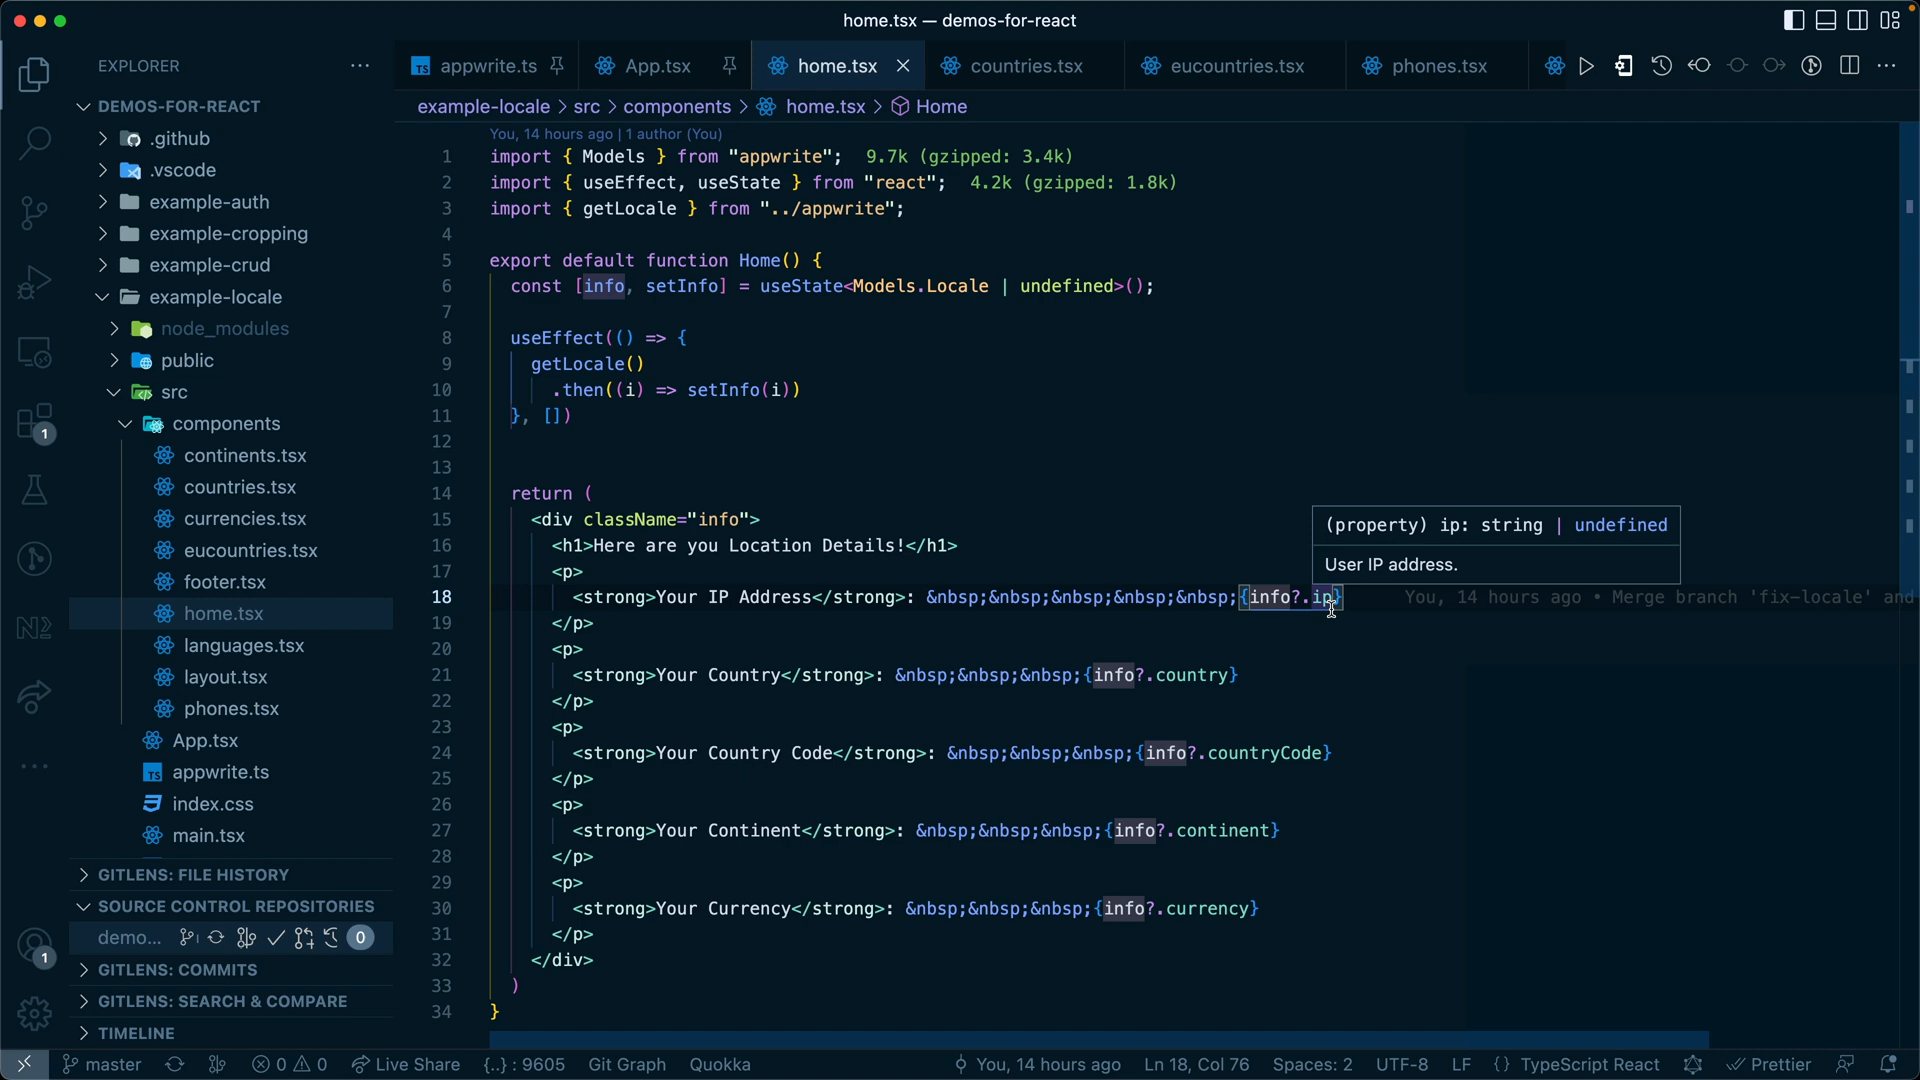 home.tsx — demos-for-react
EXPLORER
DEMOS-FOR-REACT
.github
.vscode
example-auth
example-cropping
example-crud
example-locale
node_modules
public
src
components
continents.tsx
countries.tsx
currencies.tsx
eucountries.tsx
footer.tsx
home.tsx
languages.tsx
layout.tsx
phones.tsx
App.tsx
TS appwrite.ts
index.css
main.tsx
GITLENS: FILE HISTORY
SOURCE CONTROL REPOSITORIES
demo... 0
GITLENS: COMMITS
GITLENS: SEARCH & COMPARE
TIMELINE
1
1
TS appwrite.ts
App.tsx
home.tsx
countries.tsx
eucountries.tsx
phones.tsx
example-locale > src > components > home.tsx > Home
You, 14 hours ago | 1 author (You)
1 import { Models } from "appwrite"; 9.7k (gzipped: 3.4k)
2 import { useEffect, useState } from "react"; 4.2k (gzipped: 1.8k)
3 import { getLocale } from "../appwrite";
4
5 export default function Home() {
6 const [info, setInfo] = useState<Models.Locale | undefined>();
7
8 useEffect(() => {
9 getLocale()
10 .then((i) => setInfo(i))
11 }, [])
12
13
14 return (
15 <div className="info">
16 <h1>Here are you Location Details!</h1>
17 <p>
18 <strong>Your IP Address</strong>: &nbsp;&nbsp;&nbsp;&nbsp;&nbsp;{info?.ip} You, 14 hours ago • Merge branch 'fix-locale' and
19 </p>
20 <p>
21 <strong>Your Country</strong>: &nbsp;&nbsp;&nbsp;{info?.country}
22 </p>
23 <p>
24 <strong>Your Country Code</strong>: &nbsp;&nbsp;&nbsp;{info?.countryCode}
25 </p>
26 <p>
27 <strong>Your Continent</strong>: &nbsp;&nbsp;&nbsp;{info?.continent}
28 </p>
29 <p>
30 <strong>Your Currency</strong>: &nbsp;&nbsp;&nbsp;{info?.currency}
31 </p>
32 </div>
33 )
34 }
(property) ip: string | undefined
User IP address.
master
0 0
Live Share
{..} : 9605
Git Graph
Quokka
You, 14 hours ago
Ln 18, Col 76
Spaces: 2
UTF-8
LF
{} TypeScript React
Prettier